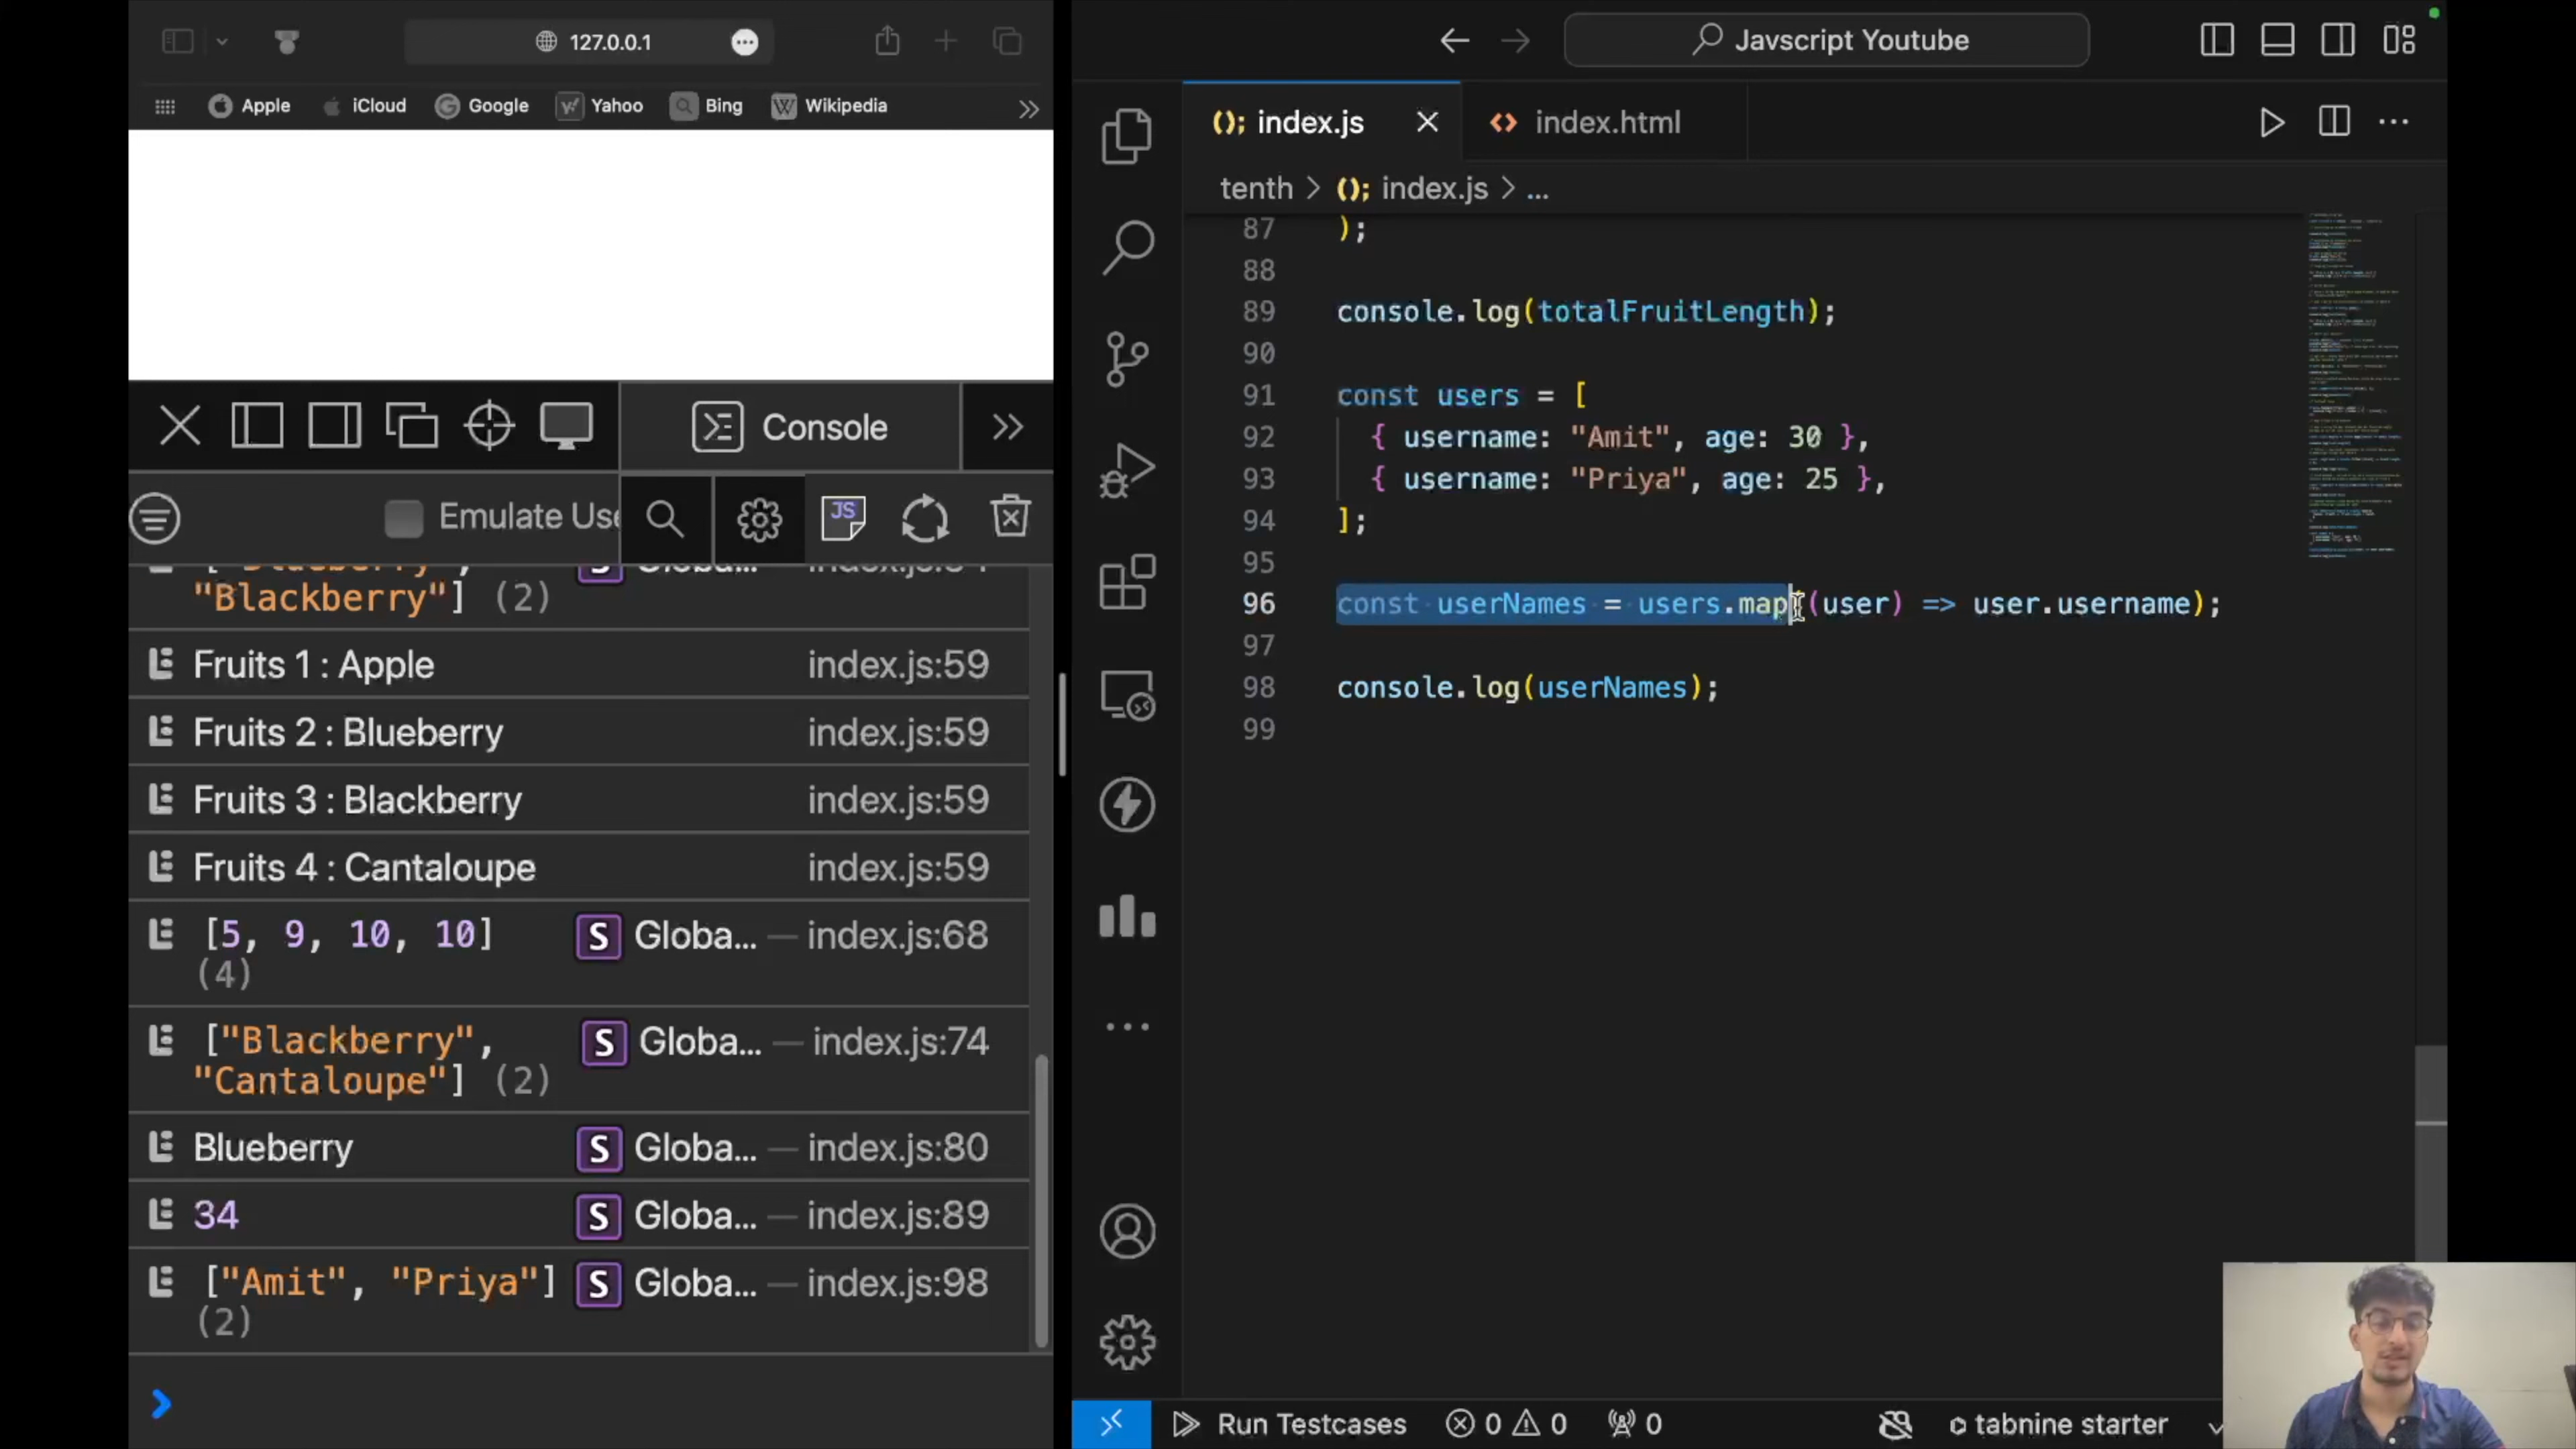 127.0.0.1
Apple iCloud Google Yahoo Bing Wikipedia
Console
Emulate Use
JS
"Blackberry"] (2)
Fruits 1 : Apple index.js:59
Fruits 2 : Blueberry index.js:59
Fruits 3 : Blackberry index.js:59
Fruits 4 : Cantaloupe index.js:59
[5, 9, 10, 10] S Globa... — index.js:68
(4)
["Blackberry", S Globa... — index.js:74
"Cantaloupe"] (2)
Blueberry S Globa... — index.js:80
34 S Globa... — index.js:89
["Amit", "Priya"] S Globa... — index.js:98
(2)
Javscript Youtube
index.js index.html
tenth > index.js > ...
87 );
88
89 console.log(totalFruitLength);
90
91 const users = [
92 { username: "Amit", age: 30 },
93 { username: "Priya", age: 25 },
94 ];
95
96 const userNames = users.map((user) => user.username);
97
98 console.log(userNames);
99
Run Testcases 0 0 0 tabnine starter